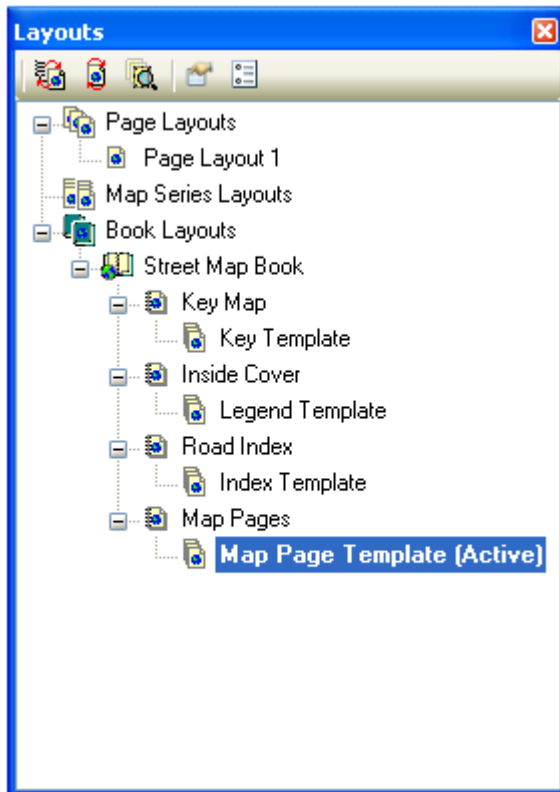 Layouts
Page Layouts
Page Layout 1
Map Series Layouts
Book Layouts
Street Map Book
Key Map
Key Template
Inside Cover
Legend Template
Road Index
Index Template
Map Pages
Map Page Template (Active)